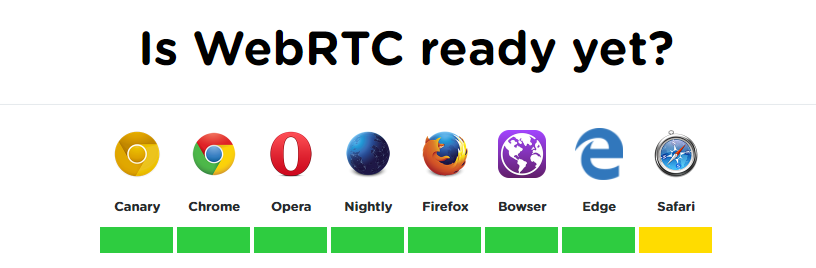 Is WebRTC ready yet?
Canary Chrome Opera Nightly Firefox Bowser Edge Safari